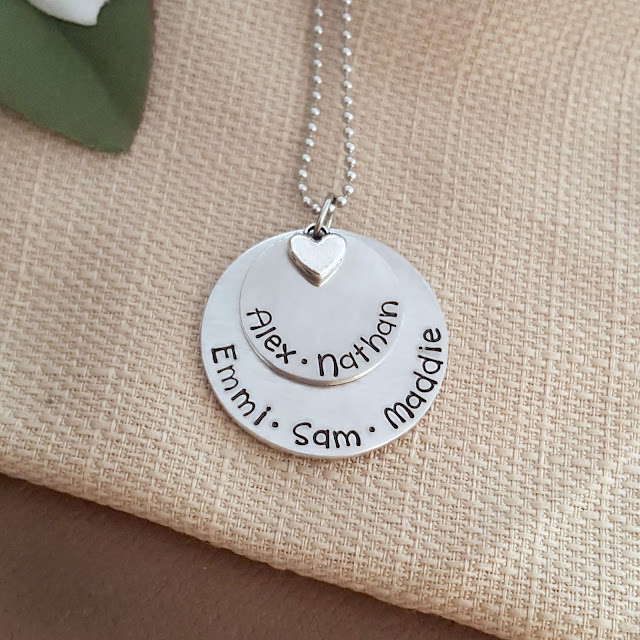 Alex · Nathan
Emmi · Sam · Maddie